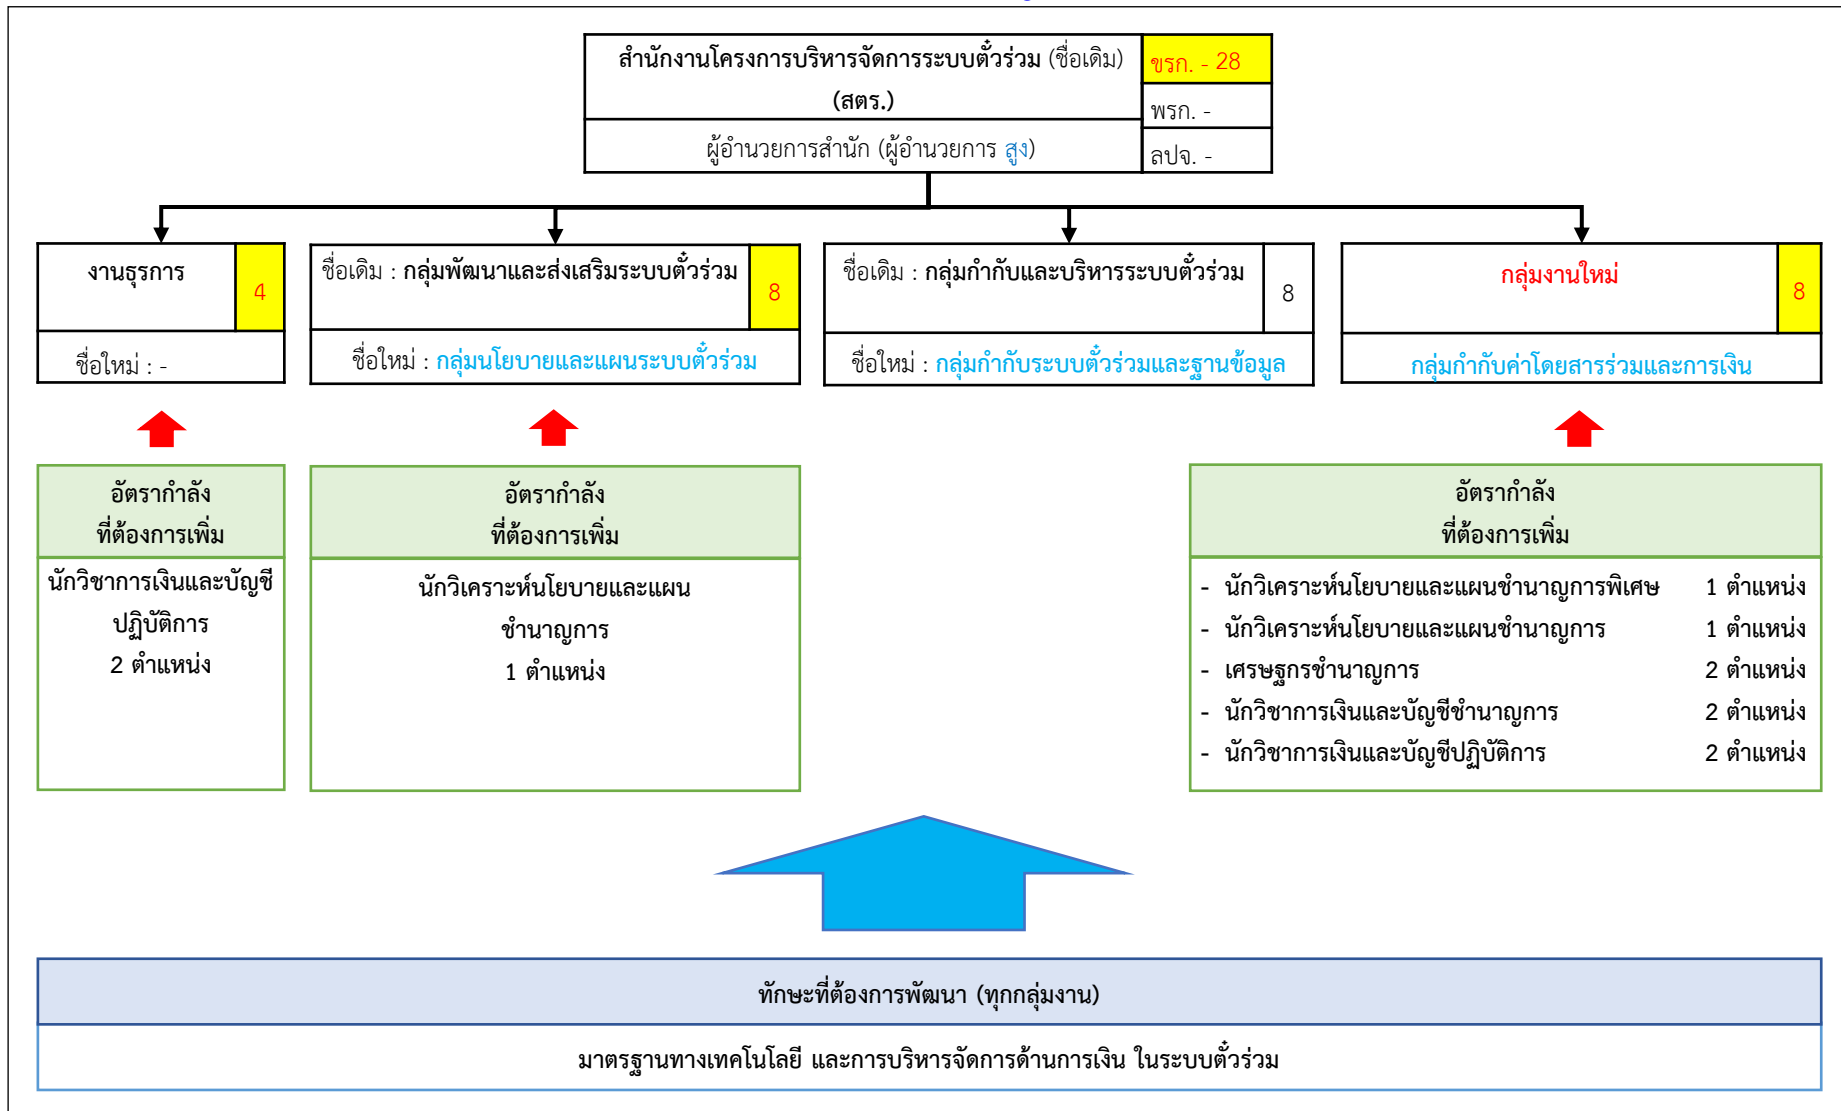 สำนักงานโครงการบริหารจัดการระบบตั๋วร่วม (ชื่อเดิม)
(สตร.)
ผู้อำนวยการสำนัก (ผู้อำนวยการ สูง)
ขรก. - 28
พรก. -
ลปจ. -
งานธุรการ
4
ชื่อใหม่ : -
ชื่อเดิม : กลุ่มพัฒนาและส่งเสริมระบบตั๋วร่วม
8
ชื่อใหม่ : กลุ่มนโยบายและแผนระบบตั๋วร่วม
ชื่อเดิม : กลุ่มกำกับและบริหารระบบตั๋วร่วม
8
ชื่อใหม่ : กลุ่มกำกับระบบตั๋วร่วมและฐานข้อมูล
กลุ่มงานใหม่
8
กลุ่มกำกับค่าโดยสารร่วมและการเงิน
อัตรากำลัง
ที่ต้องการเพิ่ม
นักวิชาการเงินและบัญชี
ปฏิบัติการ
2 ตำแหน่ง
อัตรากำลัง
ที่ต้องการเพิ่ม
นักวิเคราะห์นโยบายและแผน
ชำนาญการ
1 ตำแหน่ง
อัตรากำลัง
ที่ต้องการเพิ่ม
- นักวิเคราะห์นโยบายและแผนชำนาญการพิเศษ 1 ตำแหน่ง
- นักวิเคราะห์นโยบายและแผนชำนาญการ 1 ตำแหน่ง
- เศรษฐกรชำนาญการ 2 ตำแหน่ง
- นักวิชาการเงินและบัญชีชำนาญการ 2 ตำแหน่ง
- นักวิชาการเงินและบัญชีปฏิบัติการ 2 ตำแหน่ง
ทักษะที่ต้องการพัฒนา (ทุกกลุ่มงาน)
มาตรฐานทางเทคโนโลยี และการบริหารจัดการด้านการเงิน ในระบบตั๋วร่วม